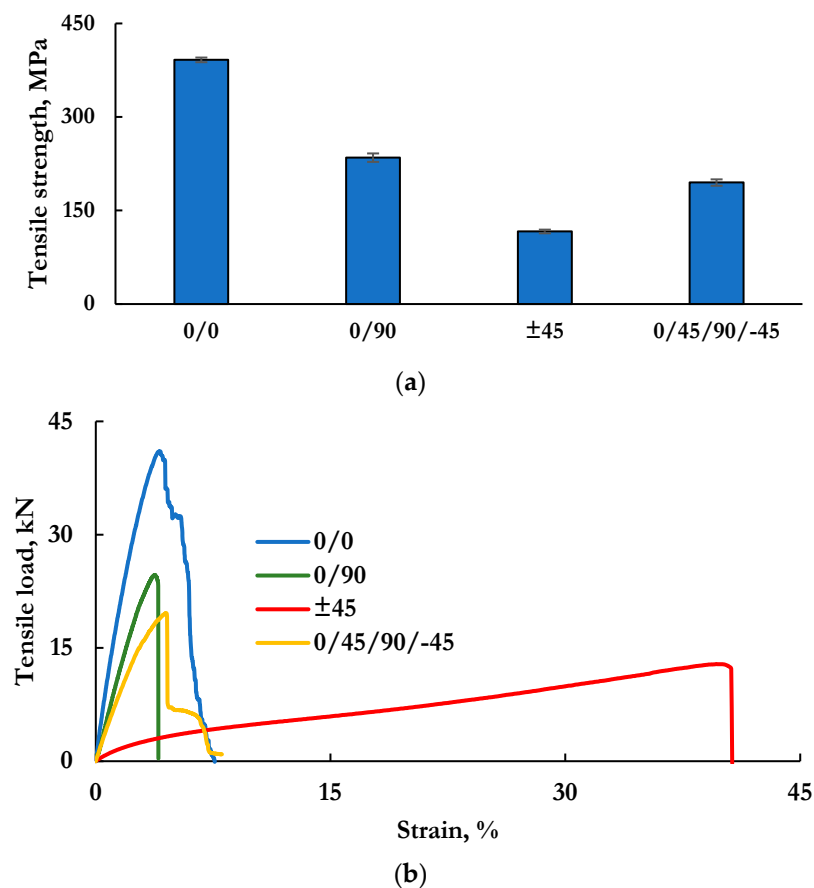 Tensile strength, MPa
450
300
150
0
0/0 0/90 ±45 0/45/90/-45
(a)
Tensile load, kN
45
30
15
0
0/0
0/90
±45
0/45/90/-45
0 15 30 45
Strain, %
(b)